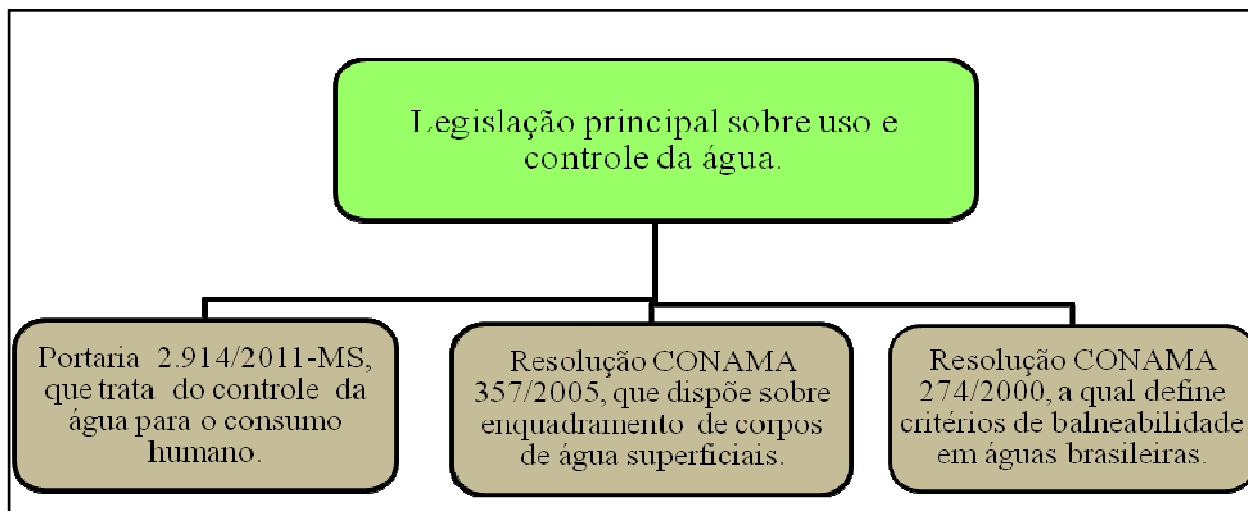 Legislação principal sobre uso e
controle da água.
Portaria 2.914/2011-MS,
que trata do controle da
água para o consumo
humano.
Resolução CONAMA
357/2005, que dispõe sobre
enquadramento de corpos
de água superficiais.
Resolução CONAMA
274/2000, a qual define
critérios de balneabilidade
em águas brasileiras.